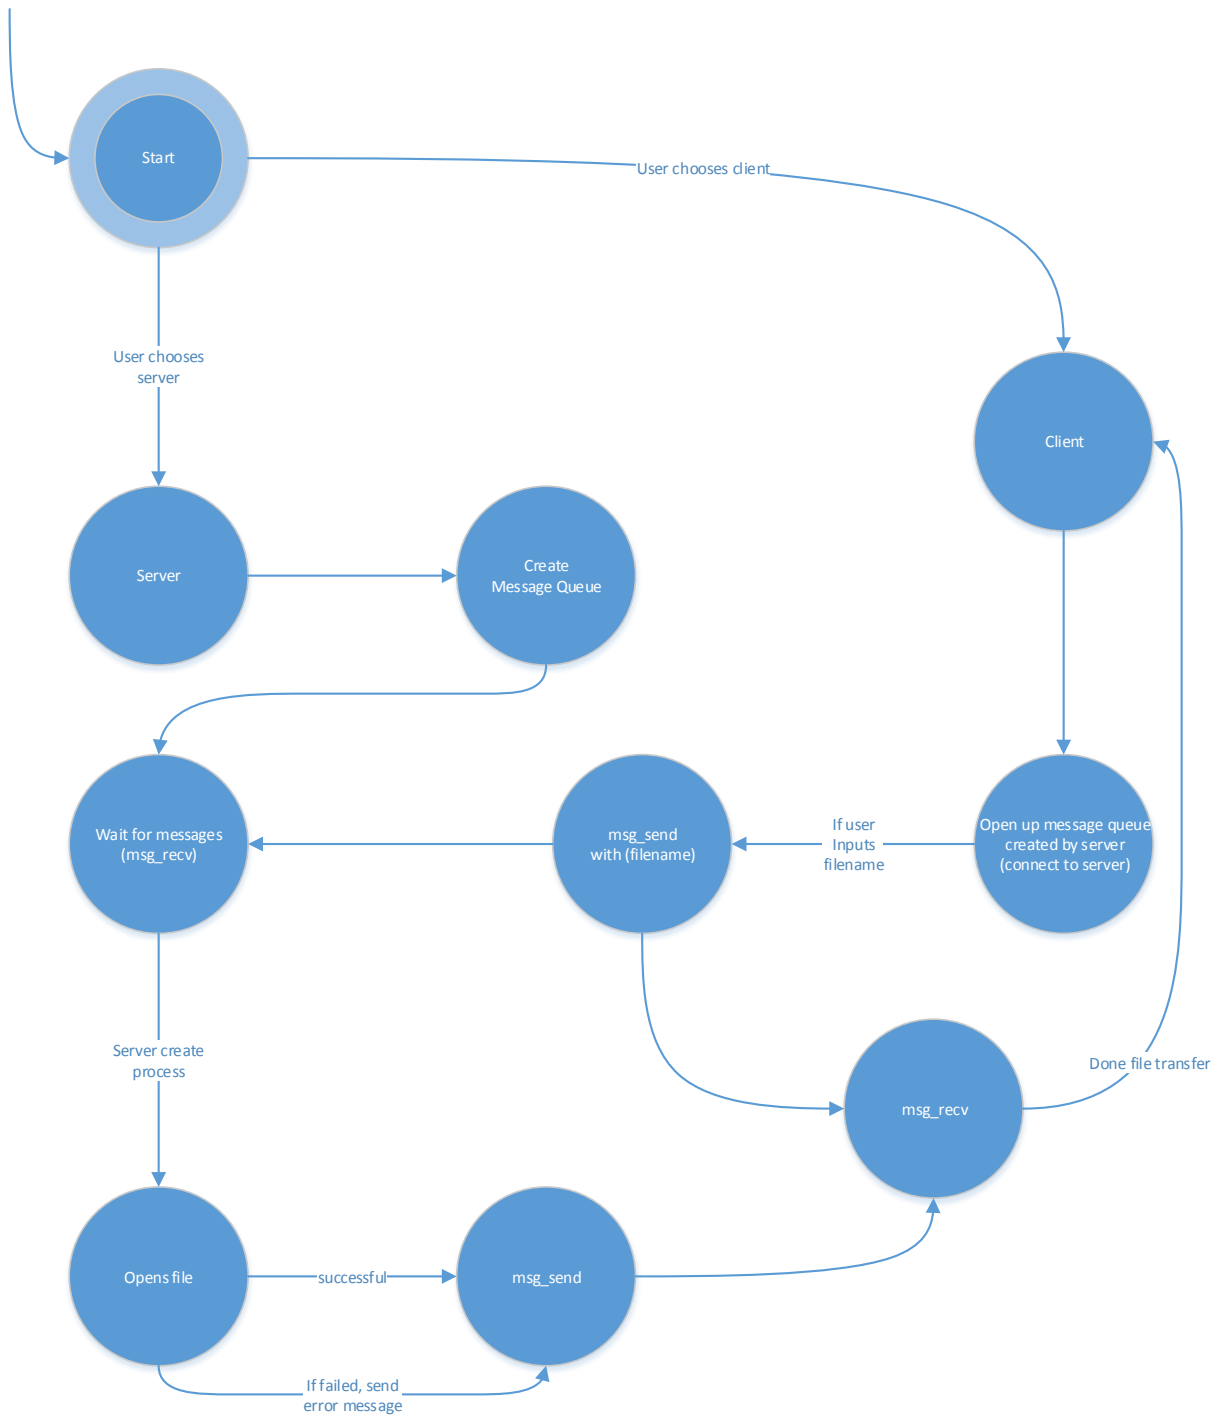 Start
User chooses client
User chooses
server
Client
Server
Create
Message Queue
Wait for messages
(msg_recv)
msg_send
with (filename)
If user
Inputs
filename
Open up message queue
created by server
(connect to server)
Server create
process
Done file transfer
msg_recv
Opens file
successful
msg_send
If failed, send
error message